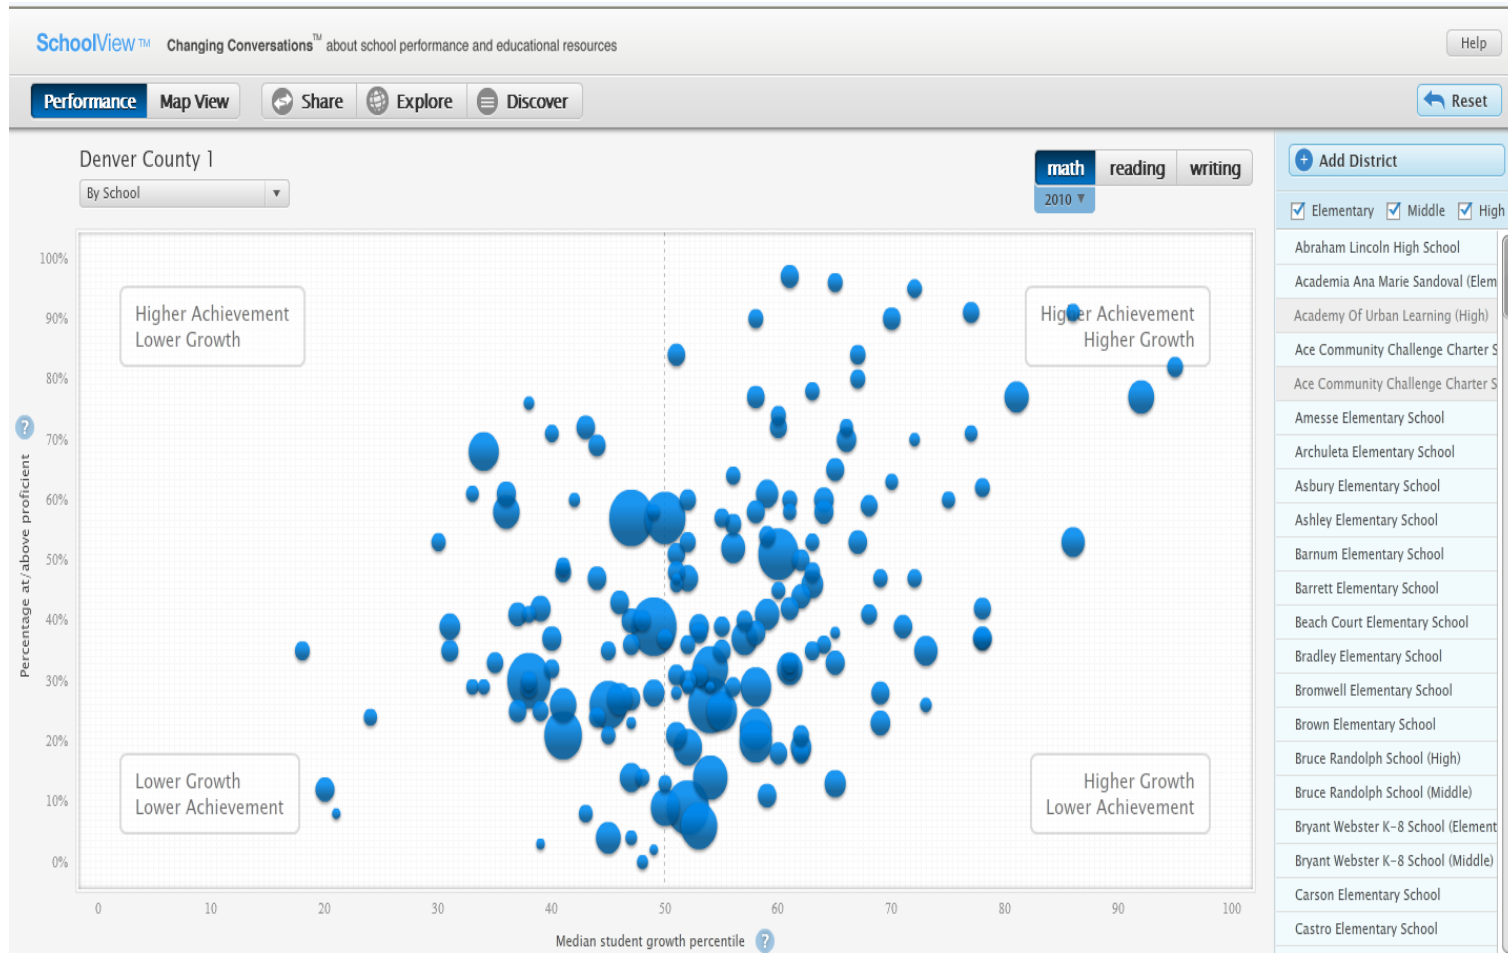 SchoolView TM Changing Conversations TM about school performance and educational resources
Help
Performance Map View Share Explore Discover
Reset
Denver County 1
By School
math reading writing
2010
Add District
Elementary Middle High
Abraham Lincoln High School
Academia Ana Marie Sandoval (Elem
Academy Of Urban Learning (High)
Ace Community Challenge Charter S
Ace Community Challenge Charter S
Amesse Elementary School
Archuleta Elementary School
Asbury Elementary School
Ashley Elementary School
Barnum Elementary School
Barrett Elementary School
Beach Court Elementary School
Bradley Elementary School
Bromwell Elementary School
Brown Elementary School
Bruce Randolph School (High)
Bruce Randolph School (Middle)
Bryant Webster K-8 School (Element
Bryant Webster K-8 School (Middle)
Carson Elementary School
Castro Elementary School
Percentage at/above proficient
?
100%
90%
80%
70%
60%
50%
40%
30%
20%
10%
0%
Higher Achievement
Lower Growth
Higher Achievement
Higher Growth
Lower Growth
Lower Achievement
Higher Growth
Lower Achievement
0 10 20 30 40 50 60 70 80 90 100
Median student growth percentile ?